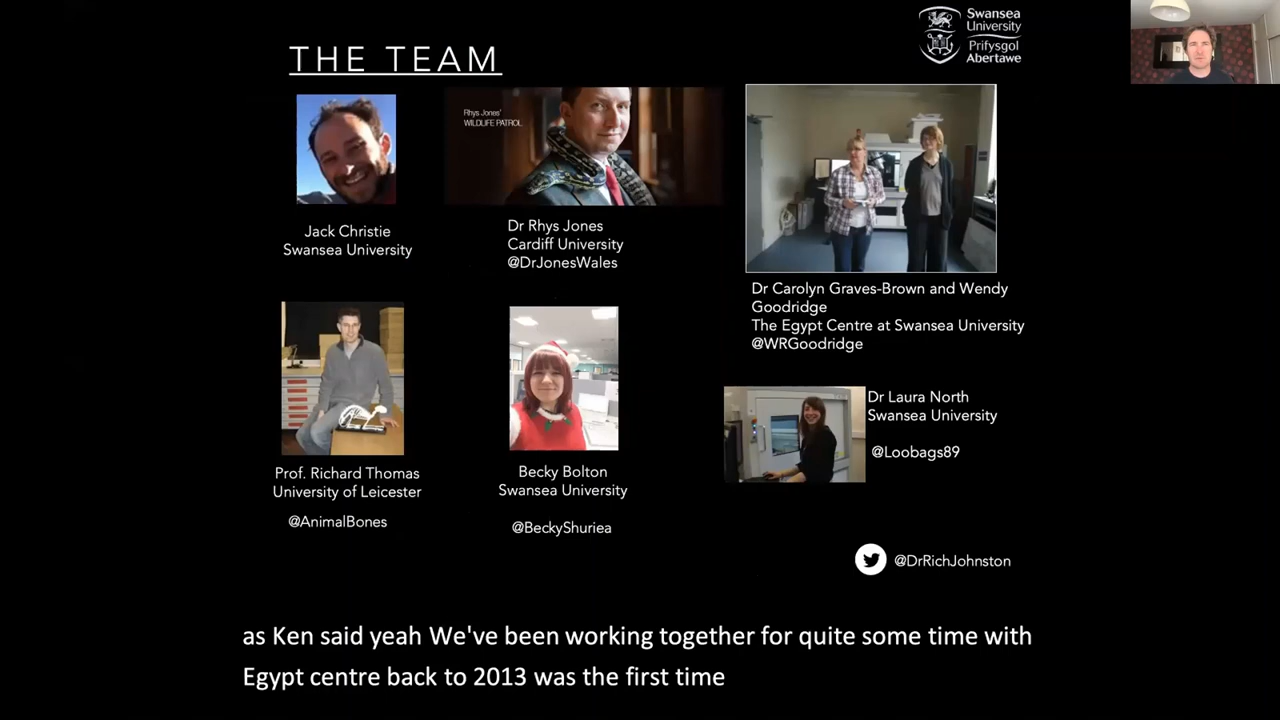 THE TEAM
Swansea
University
Prifysgol
Abertawe
Rhys Jones'
WILDLIFE PATROL
Jack Christie
Swansea University
Dr Rhys Jones
Cardiff University
@DrJonesWales
Dr Carolyn Graves-Brown and Wendy
Goodridge
The Egypt Centre at Swansea University
@WRGoodridge
Prof. Richard Thomas
University of Leicester
@AnimalBones
Becky Bolton
Swansea University
@BeckyShuriea
Dr Laura North
Swansea University
@Loobags89
@DrRichJohnston
as Ken said yeah We've been working together for quite some time with
Egypt centre back to 2013 was the first time